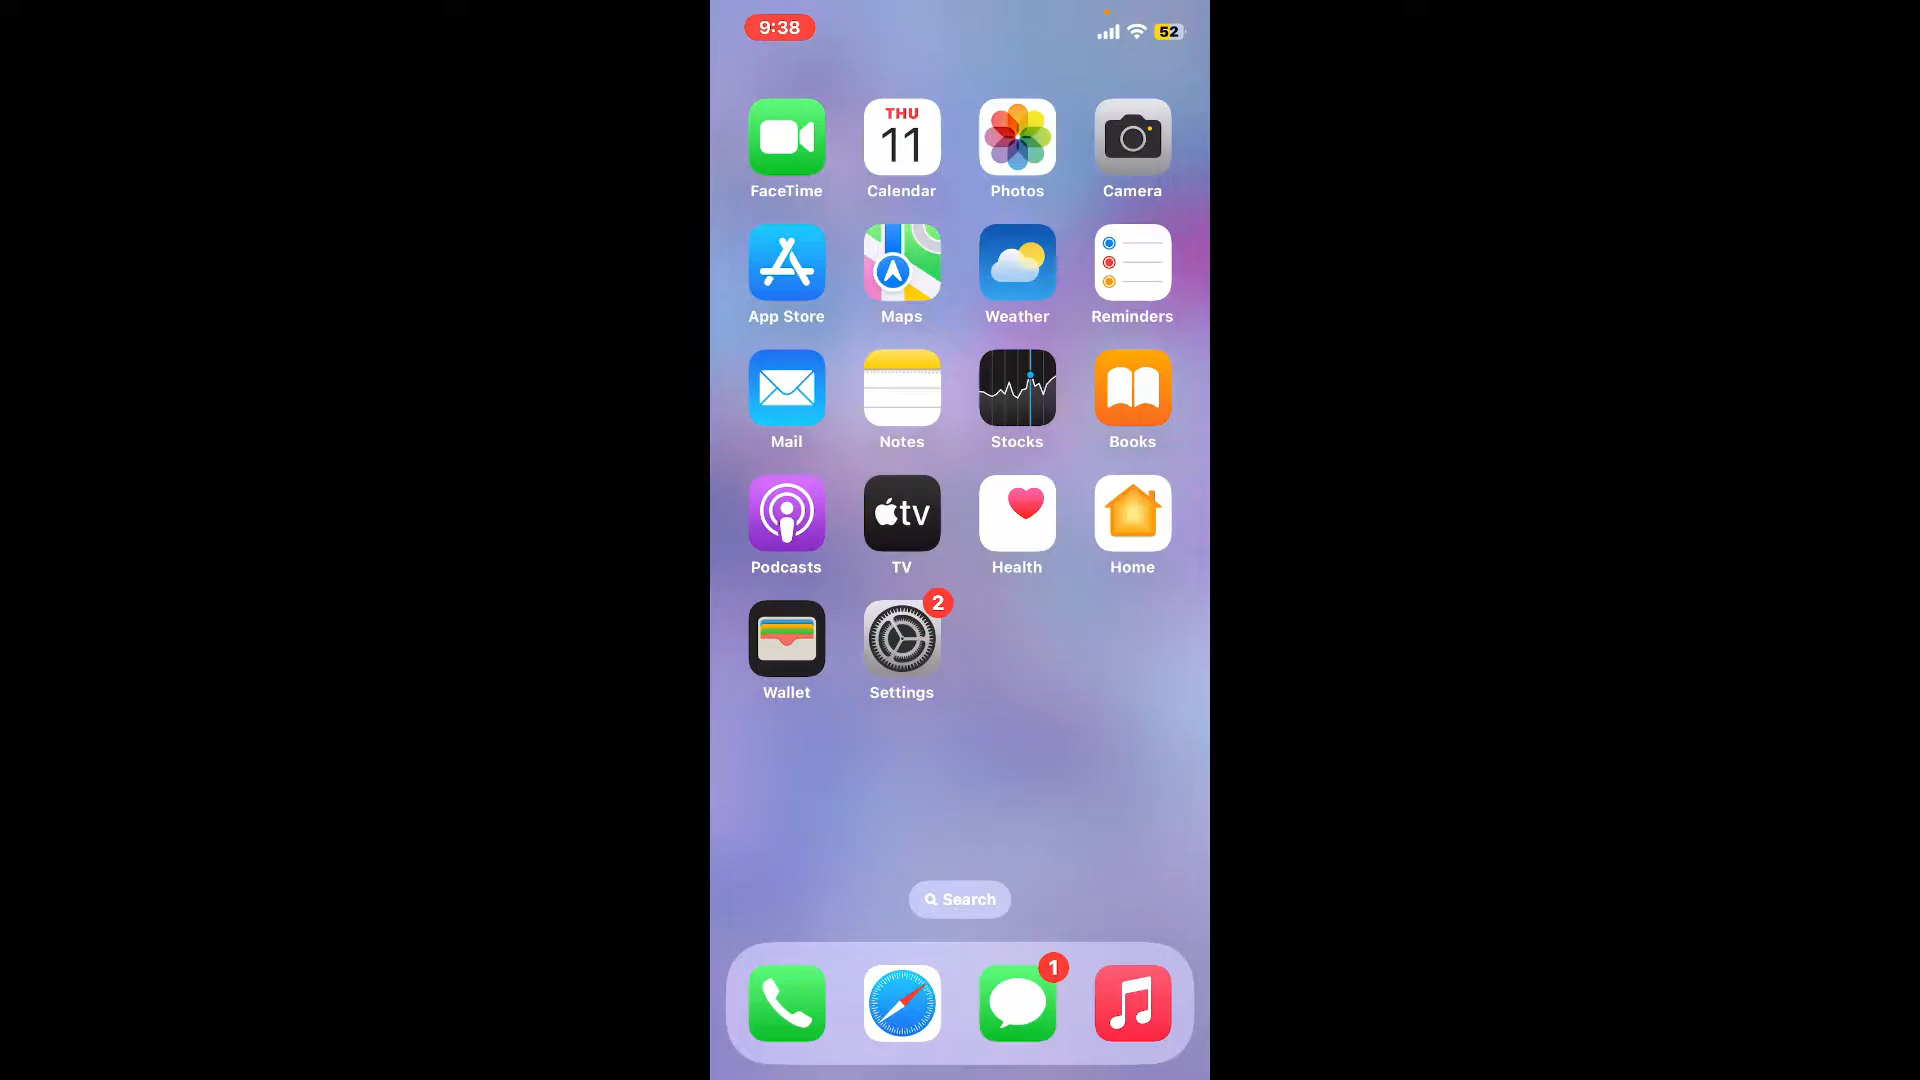 9:38
52
THU
11
FaceTime Calendar Photos Camera
App Store Maps Weather Reminders
Mail Notes Stocks Books
tv
Podcasts TV Health Home
2
Wallet Settings
Search
1